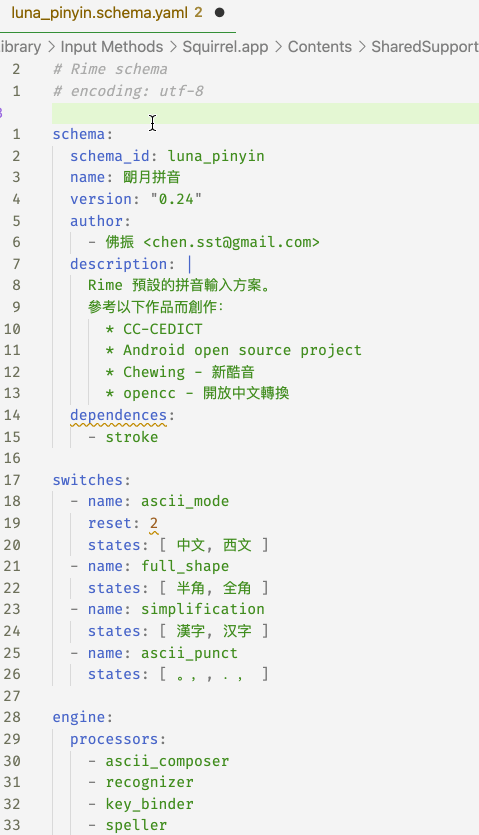 luna_pinyin.schema.yaml 2 ●
ibrary > Input Methods > Squirrel.app > Contents > SharedSupport
2 # Rime schema
1 # encoding: utf-8
3
1 schema:
2 schema_id: luna_pinyin
3 name: 朙月拼音
4 version: "0.24"
5 author:
6 - 佛振 <chen.sst@gmail.com>
7 description: |
8 Rime 預設的拼音輸入方案。
9 參考以下作品而創作：
10 * CC-CEDICT
11 * Android open source project
12 * Chewing - 新酷音
13 * opencc - 開放中文轉換
14 dependences:
15 - stroke
16
17 switches:
18 - name: ascii_mode
19 reset: 2
20 states: [ 中文, 西文 ]
21 - name: full_shape
22 states: [ 半角, 全角 ]
23 - name: simplification
24 states: [ 漢字, 汉字 ]
25 - name: ascii_punct
26 states: [ 。，, ．， ]
27
28 engine:
29 processors:
30 - ascii_composer
31 - recognizer
32 - key_binder
33 - speller